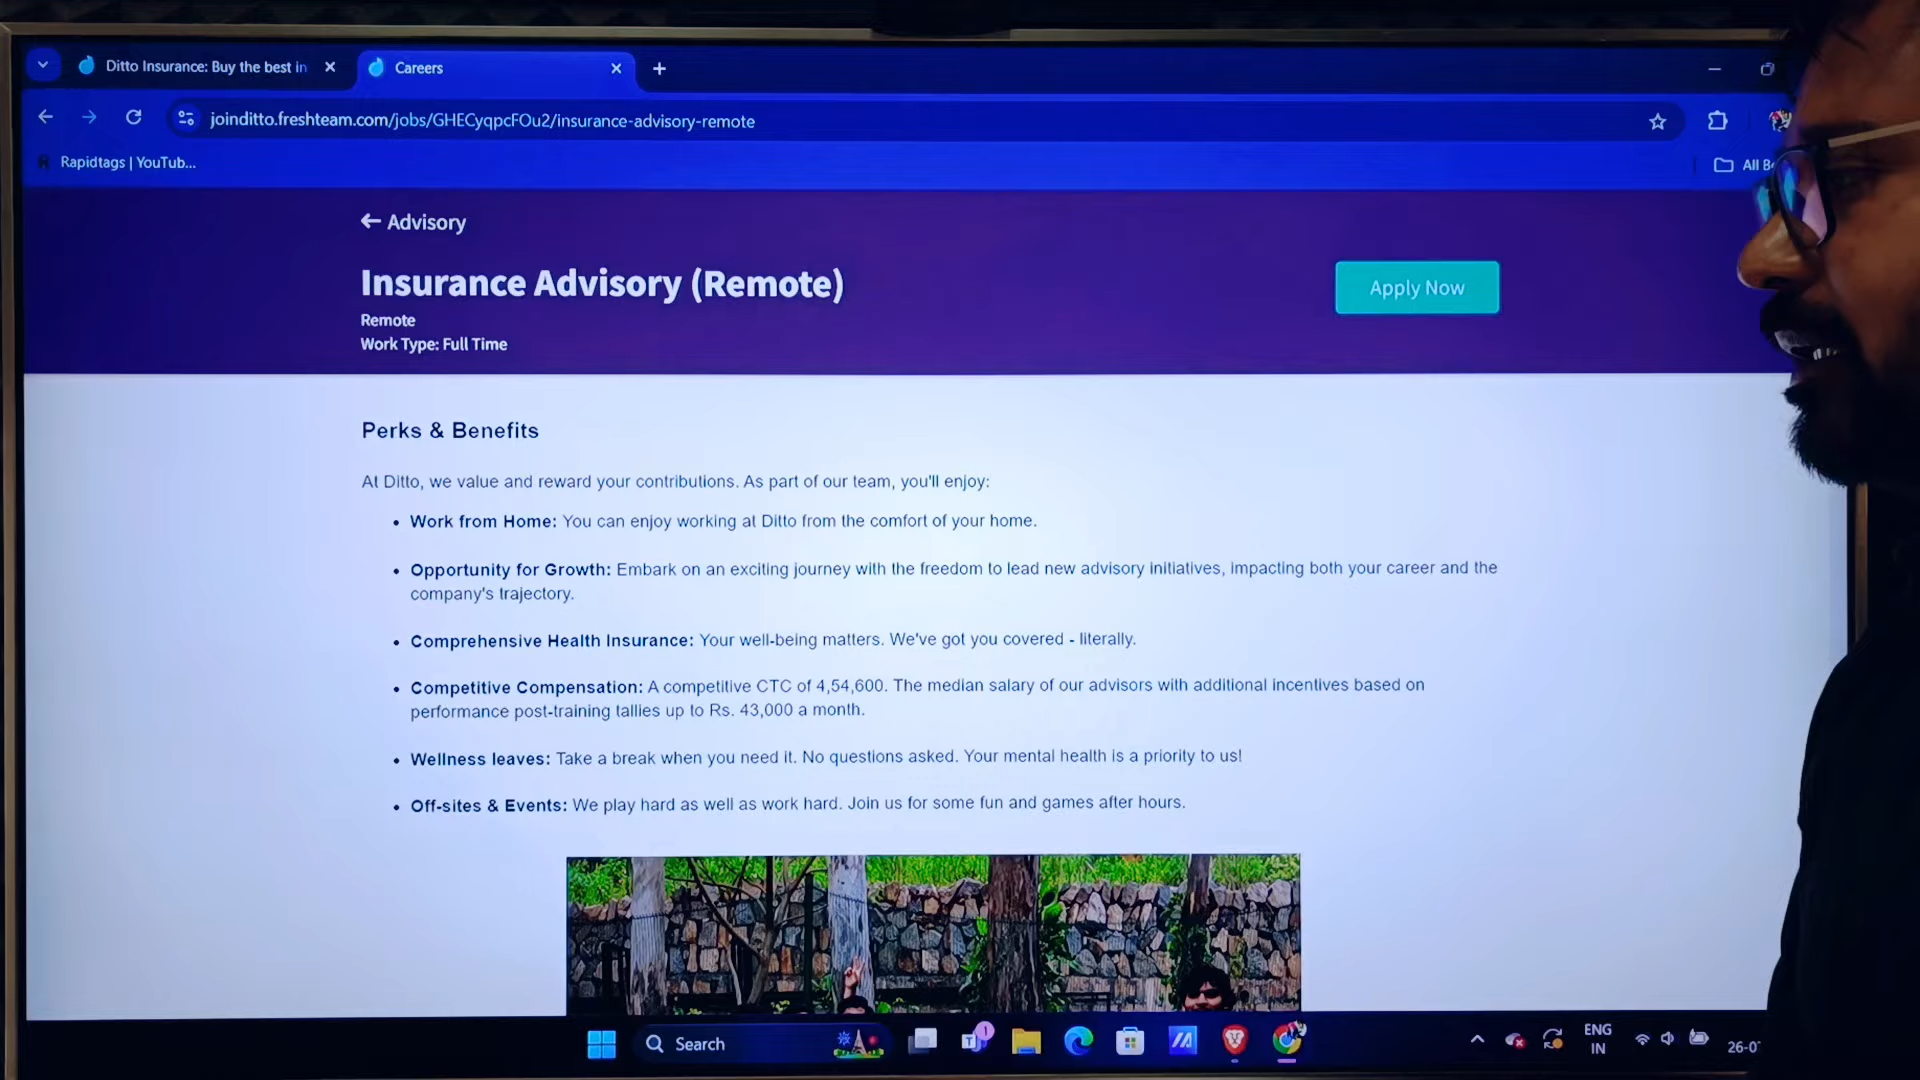 Ditto Insurance: Buy the best in
Careers
joinditto.freshteam.com/jobs/GHECyqpcFOu2/insurance-advisory-remote
Rapidtags | YouTub...
All B
← Advisory
Insurance Advisory (Remote)
Apply Now
Remote
Work Type: Full Time
Perks & Benefits
At Ditto, we value and reward your contributions. As part of our team, you'll enjoy:
• Work from Home: You can enjoy working at Ditto from the comfort of your home.
• Opportunity for Growth: Embark on an exciting journey with the freedom to lead new advisory initiatives, impacting both your career and the
company's trajectory.
• Comprehensive Health Insurance: Your well-being matters. We've got you covered - literally.
• Competitive Compensation: A competitive CTC of 4,54,600. The median salary of our advisors with additional incentives based on
performance post-training tallies up to Rs. 43,000 a month.
• Wellness leaves: Take a break when you need it. No questions asked. Your mental health is a priority to us!
• Off-sites & Events: We play hard as well as work hard. Join us for some fun and games after hours.
Search
1
ENG
IN
26-0